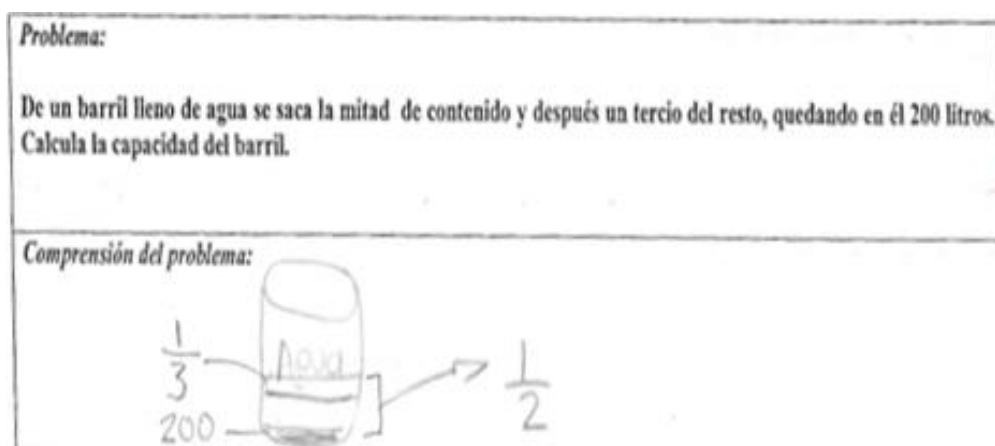 Problema:
De un barril lleno de agua se saca la mitad de contenido y después un tercio del resto, quedando en él 200 litros.
Calcula la capacidad del barril.
Comprensión del problema:
Agua
1/3
1/2
200